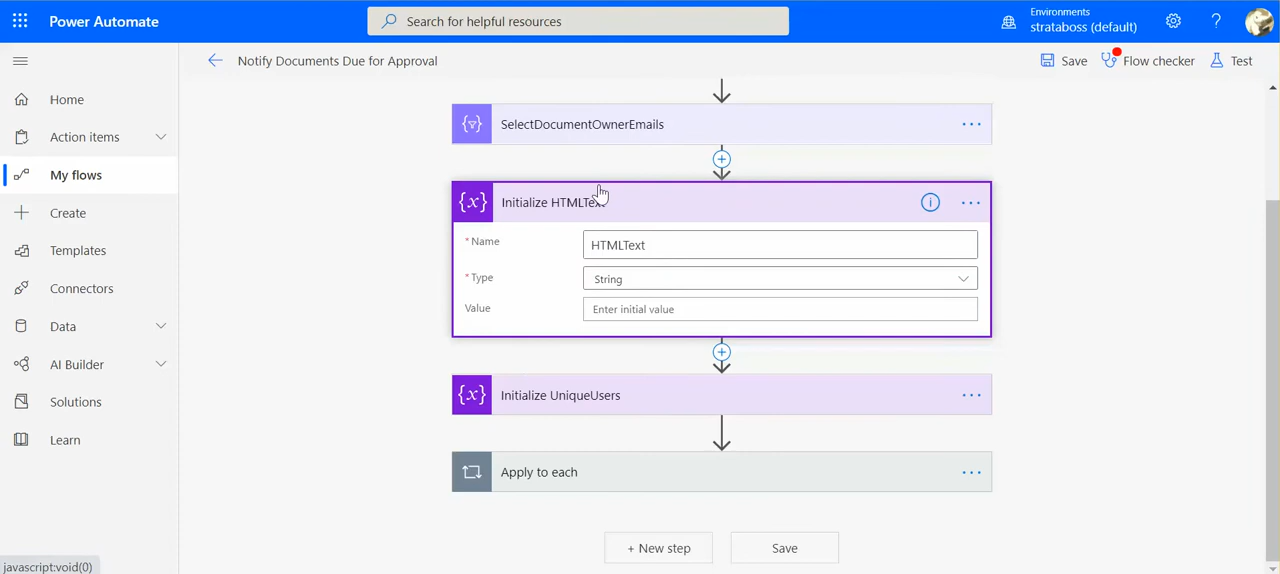 Power Automate
Search for helpful resources
Environments
strataboss (default)
?
Notify Documents Due for Approval
Save
Flow checker
Test
Home
Action items
My flows
Create
Templates
Connectors
Data
AI Builder
Solutions
Learn
SelectDocumentOwnerEmails
...
{x} Initialize HTMLText
i ...
* Name
HTMLText
* Type
String
Value
Enter initial value
{x} Initialize UniqueUsers
...
Apply to each
...
+ New step
Save
javascript:void(0)